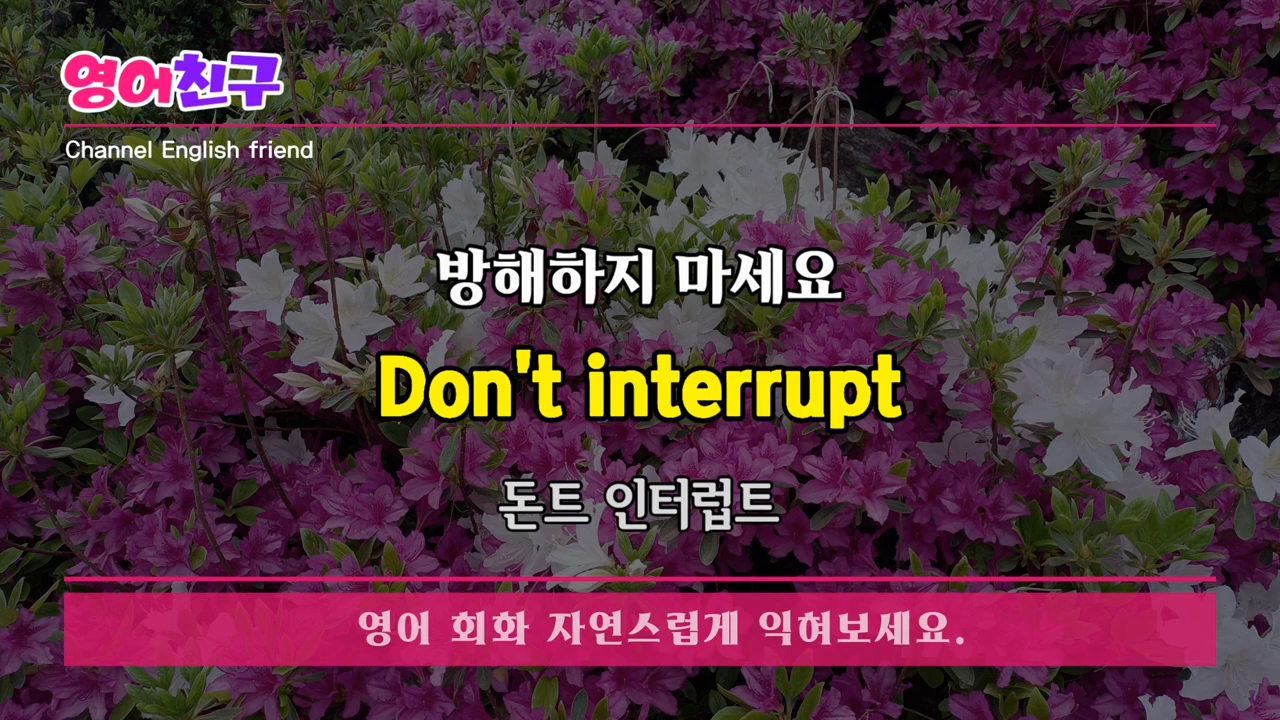 영어친구
Channel English friend
방해하지 마세요
Don't interrupt
돈트 인더럽트
영어 회화 자연스럽게 익혀보세요.